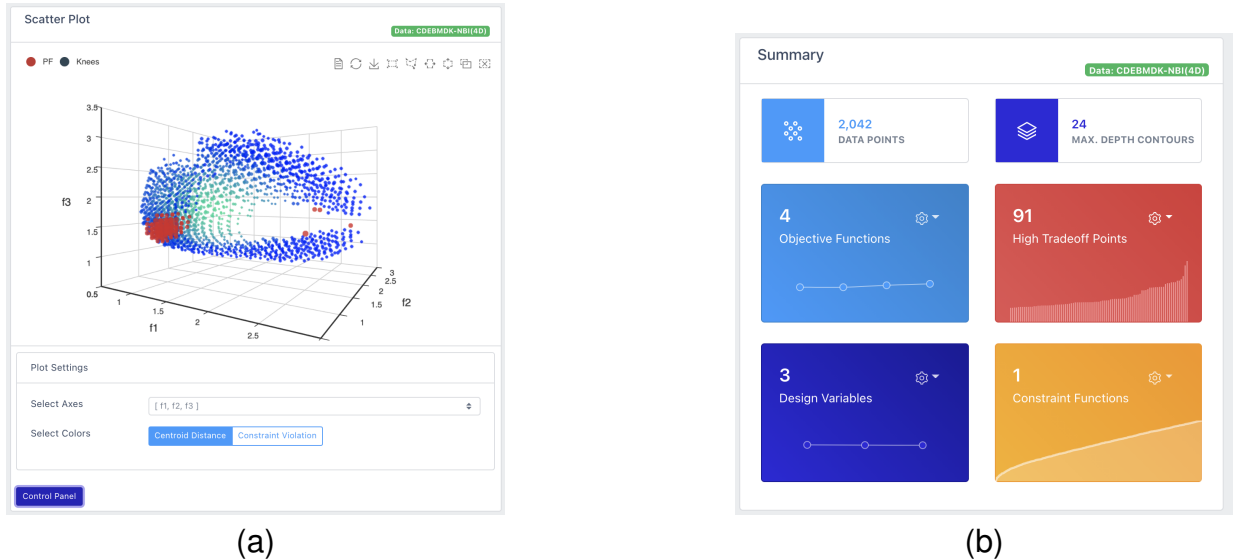 Scatter Plot
Data: CDEBMDK-NBI(4D)
PF Knees
3.5
3
2.5
2
1.5
1
f3
0.5
1
1.5
2
2.5
f1
1
1.5
2
2.5
3
f2
Plot Settings
Select Axes
[ f1, f2, f3 ]
Select Colors
Centroid Distance Constraint Violation
Control Panel
(a)
Summary
Data: CDEBMDK-NBI(4D)
2,042
DATA POINTS
24
MAX. DEPTH CONTOURS
4
Objective Functions
91
High Tradeoff Points
3
Design Variables
1
Constraint Functions
(b)